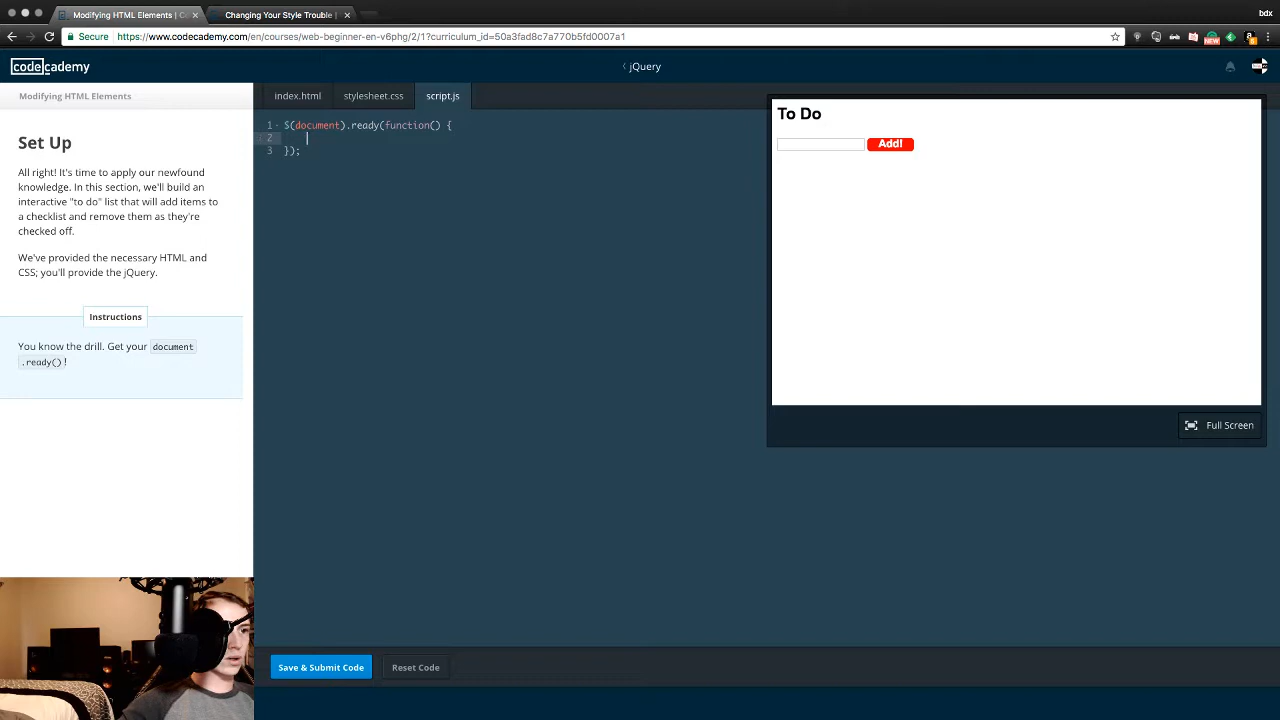 Modifying HTML Elements | Co
Changing Your Style Trouble |
bdx
Secure
https://www.codecademy.com/en/courses/web-beginner-en-v6phg/2/1?curriculum_id=50a3fad8c7a770b5fd0007a1
NEW
codecademy
jQuery
Modifying HTML Elements
index.html
stylesheet.css
script.js
Set Up
All right! It's time to apply our newfound
knowledge. In this section, we'll build an
interactive "to do" list that will add items to
a checklist and remove them as they're
checked off.
We've provided the necessary HTML and
CSS; you'll provide the jQuery.
Instructions
You know the drill. Get your document
.ready()!
1 $(document).ready(function() {
2
3 });
To Do
Add!
Full Screen
Save & Submit Code
Reset Code